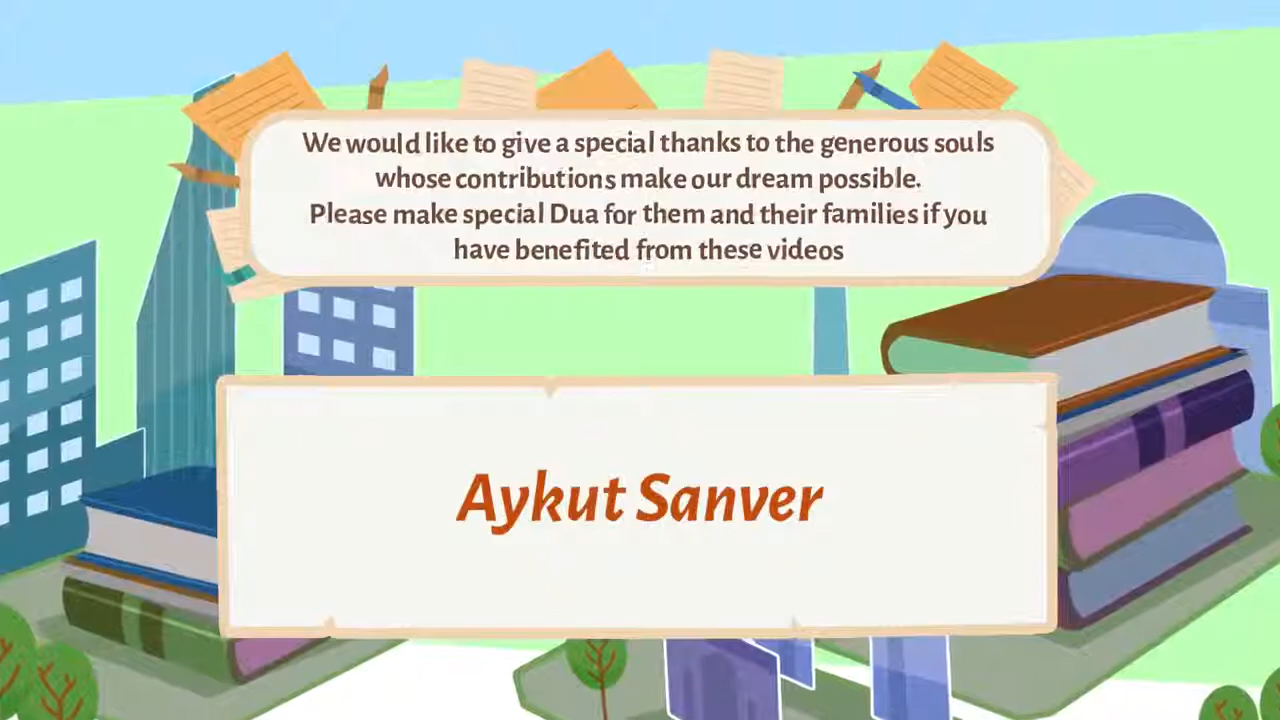 We would like to give a special thanks to the generous souls
whose contributions make our dream possible.
Please make special Dua for them and their families if you
have benefited from these videos
Aykut Sanver